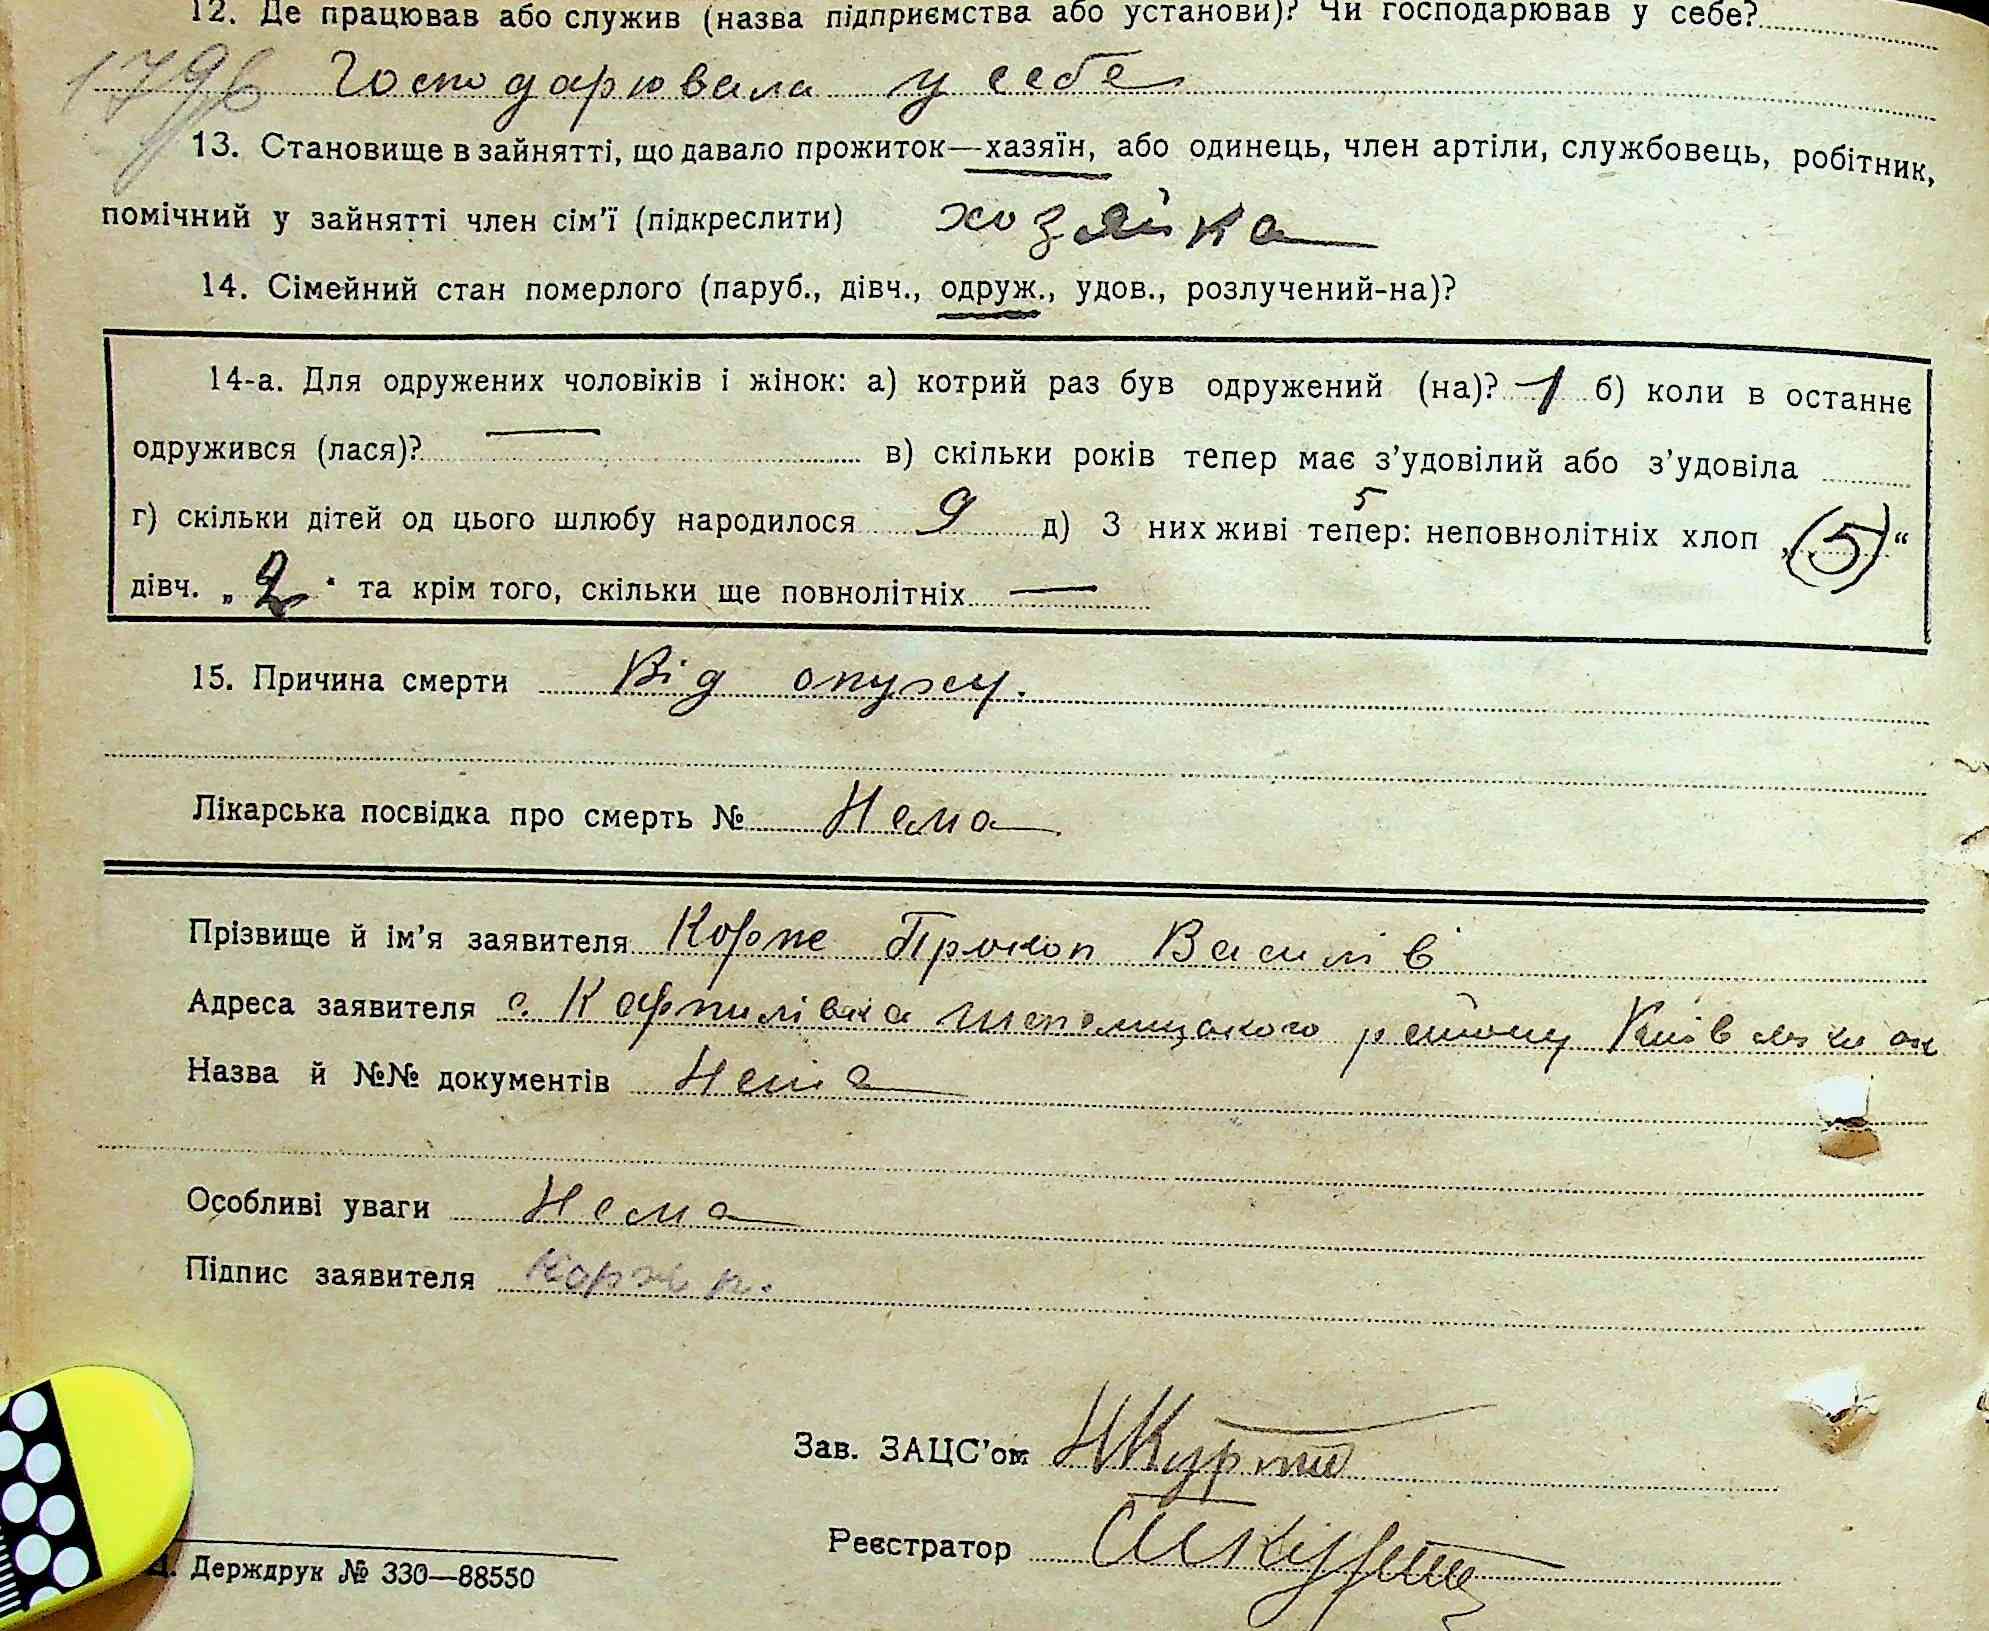 12. Де працював або служив (назва підприємства або установи)? Чи господарював у себе?
1796 Господарювала у себе
13. Становище в зайнятті, що давало прожиток—хазяїн, або одинець, член артіли, службовець, робітник,
помічний у зайнятті член сім'ї (підкреслити) хозяйка
14. Сімейний стан померлого (паруб., дівч., одруж., удов., розлучений-на)?
14-а. Для одружених чоловіків і жінок: а) котрий раз був одружений (на)? 1 б) коли в останнє
одружився (лася)? — в) скільки років тепер має з'удовілий або з'удовіла
5
г) скільки дітей од цього шлюбу народилося 9 д) З них живі тепер: неповнолітніх хлоп „(5)“
дівч. „2“ та крім того, скільки ще повнолітніх —
15. Причина смерти Від опуху.
Лікарська посвідка про смерть № Нема
Прізвище й ім'я заявителя Корж Прокоп Василів
Адреса заявителя с. Карпилівка району
Назва й №№ документів Нема
Особливі уваги Нема
Підпис заявителя Корж п.
Зав. ЗАЦС'ом
Реєстратор
Держдрук № 330—88550